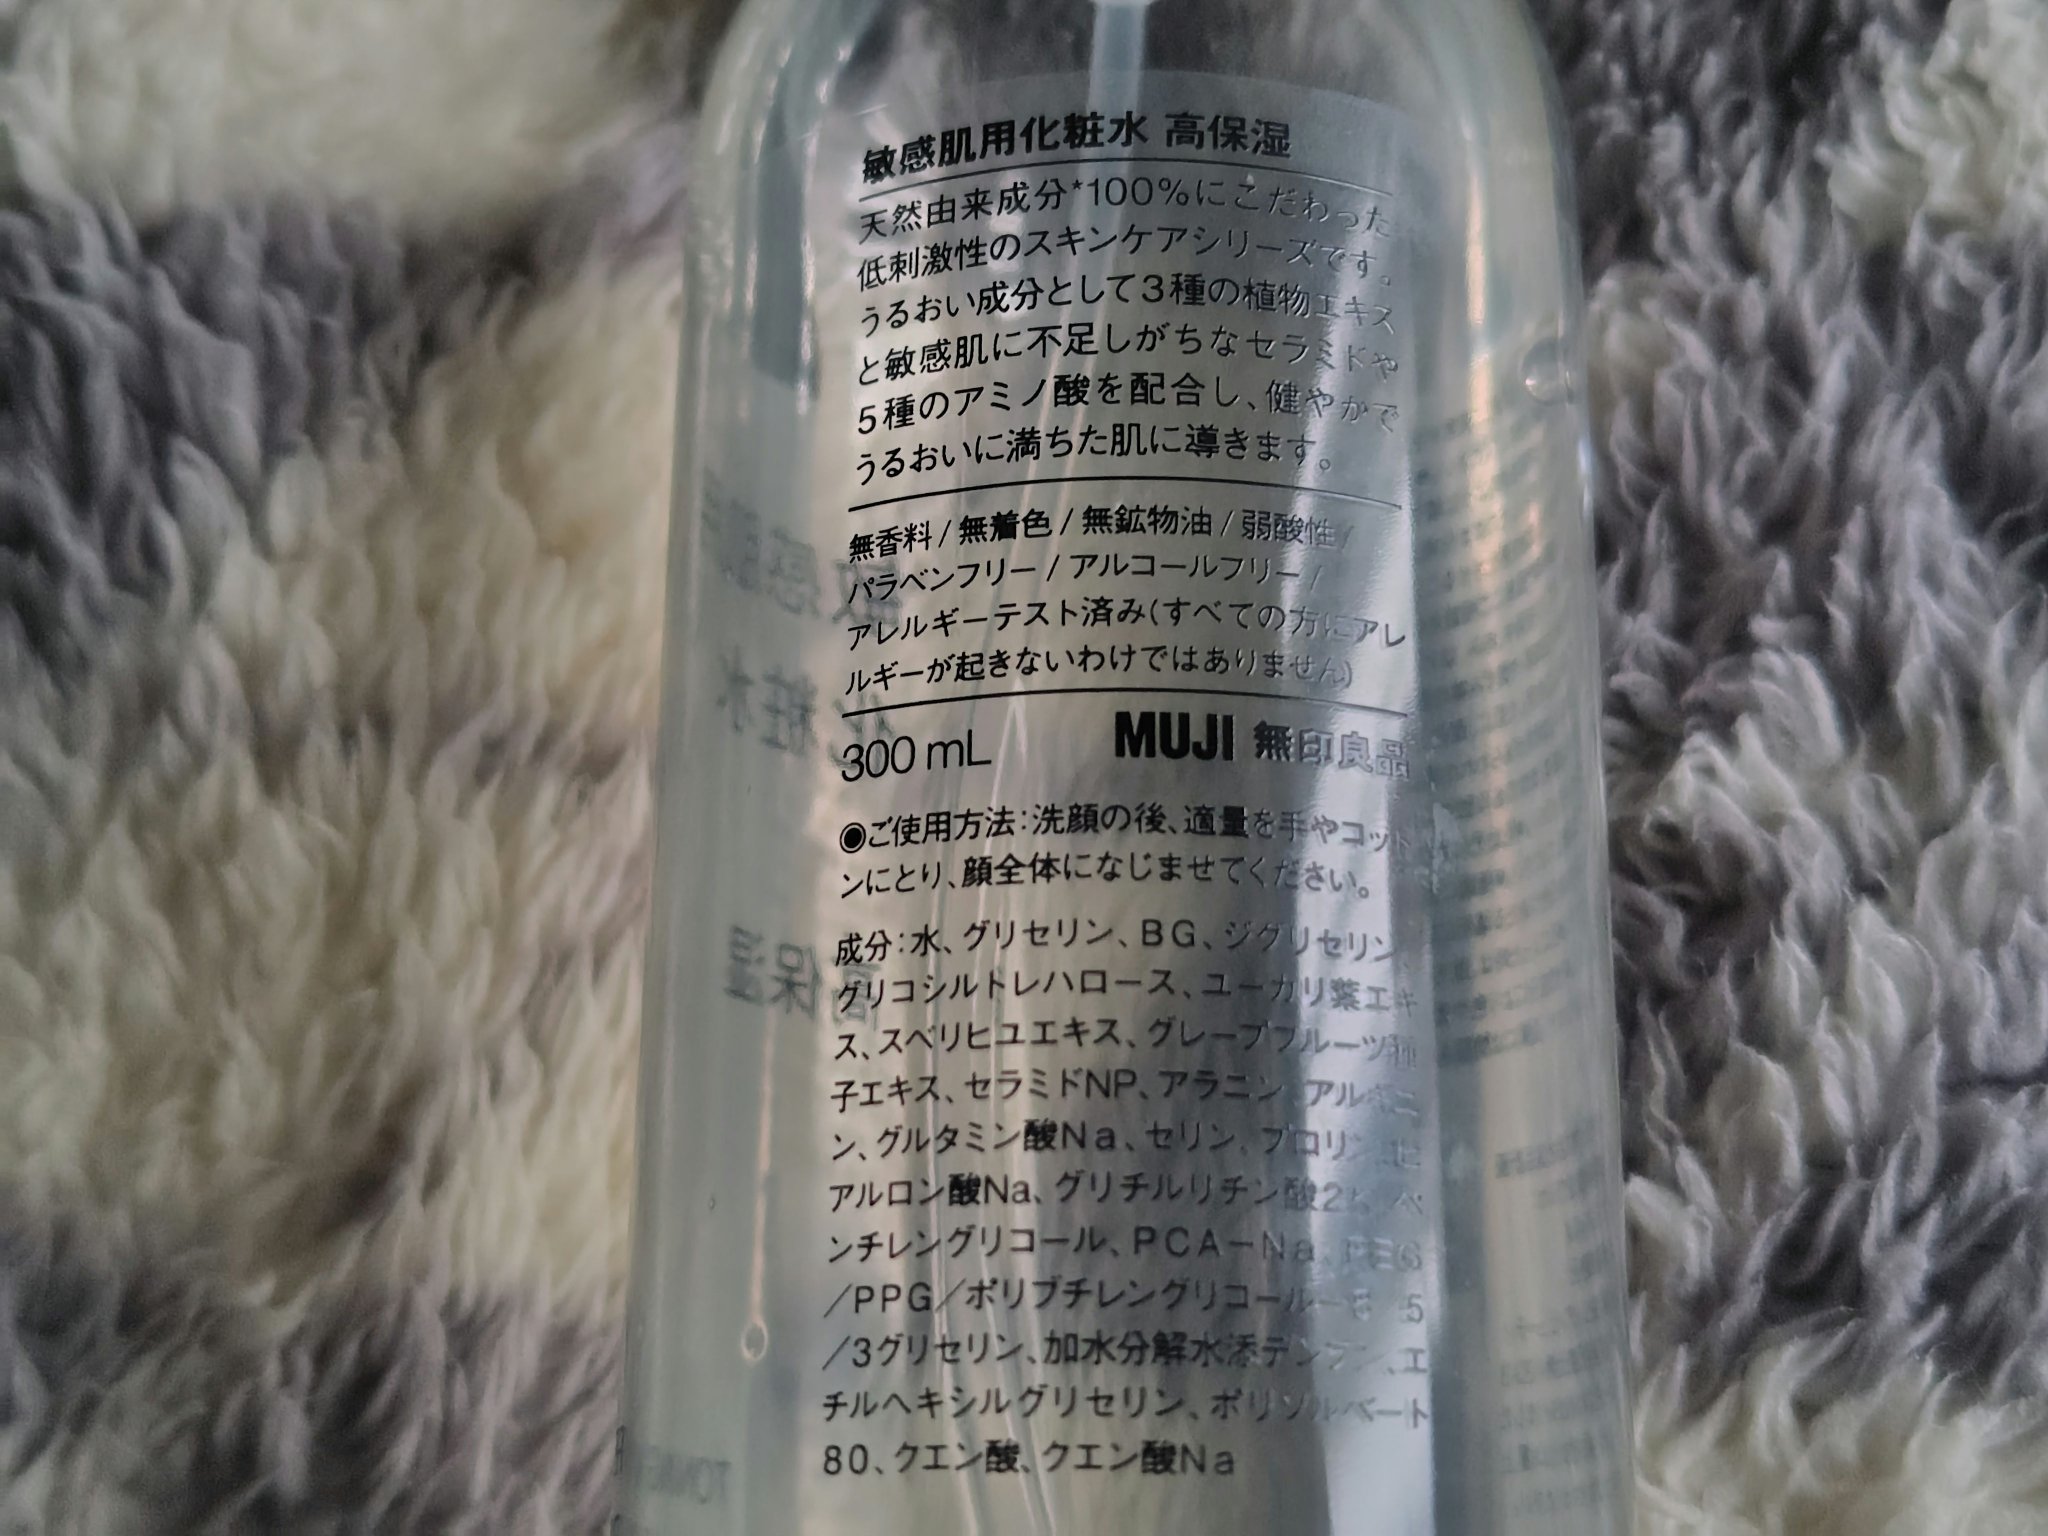 敏感肌用化粧水 高保湿
天然由来成分*100%にこだわった
低刺激性のスキンケアシリーズです。
うるおい成分として3種の植物エキス
と敏感肌に不足しがちなセラミドや
5種のアミノ酸を配合し、健やかで
うるおいに満ちた肌に導きます。
無香料/無着色/無鉱物油/弱酸性/
パラベンフリー/アルコールフリー/
アレルギーテスト済み(すべての方にアレ
ルギーが起きないわけではありません)
300 mL MUJI 無印良品
◉ご使用方法:洗顔の後、適量を手やコット
ンにとり、顔全体になじませてください。
成分:水、グリセリン、BG、ジグリセリン、
グリコシルトレハロース、ユーカリ葉エキ
ス、スベリヒユエキス、グレープフルーツ種
子エキス、セラミドNP、アラニン、アルギニ
ン、グルタミン酸Na、セリン、プロリン、ヒ
アルロン酸Na、グリチルリチン酸2K、ペ
ンチレングリコール、PCA-Na、PEG
/PPG/ポリブチレングリコール-8/5
/3グリセリン、加水分解水添デンプン、エ
チルヘキシルグリセリン、ポリソルベート
80、クエン酸、クエン酸Na
敏感肌
化粧水
高保湿